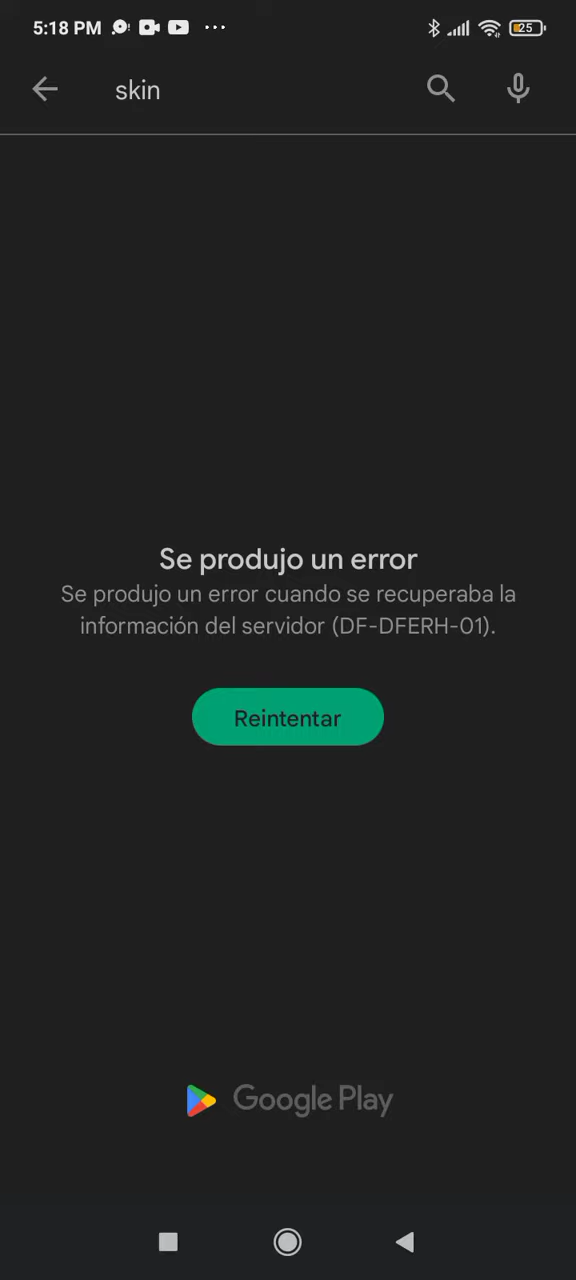 5:18 PM 25
skin
Se produjo un error
Se produjo un error cuando se recuperaba la
información del servidor (DF-DFERH-01).
Reintentar
Google Play